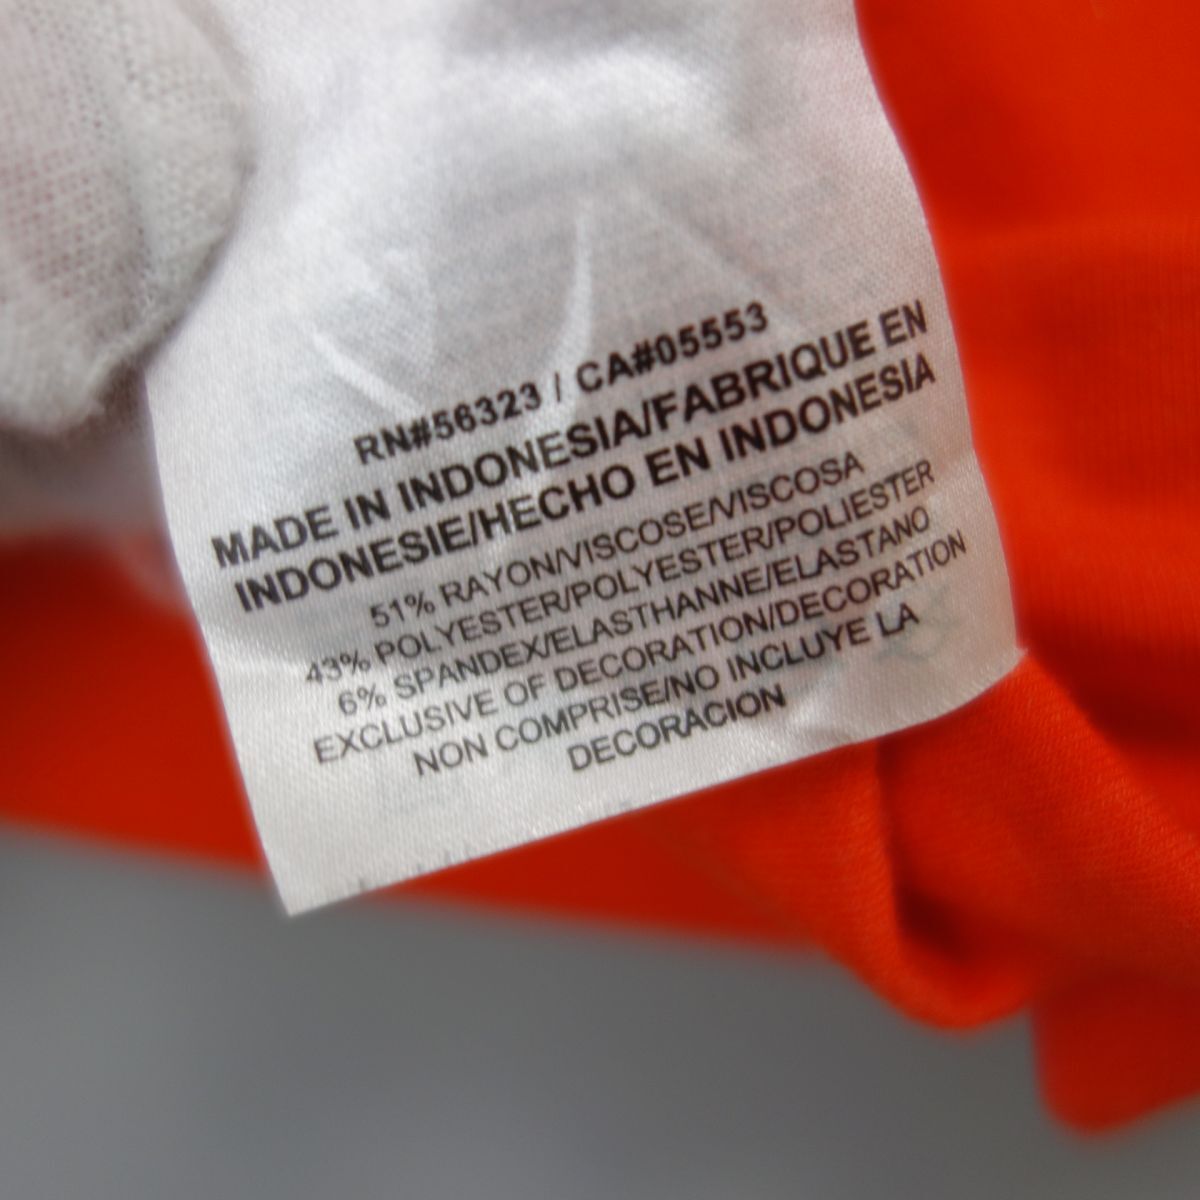 RN#56323 / CA#05553
MADE IN INDONESIA/FABRIQUE EN
INDONESIE/HECHO EN INDONESIA
51% RAYON/VISCOSE/VISCOSA
43% POLYESTER/POLYESTER/POLIESTER
6% SPANDEX/ELASTHANNE/ELASTANO
EXCLUSIVE OF DECORATION/DECORATION
NON COMPRISE/NO INCLUYE LA
DECORACION